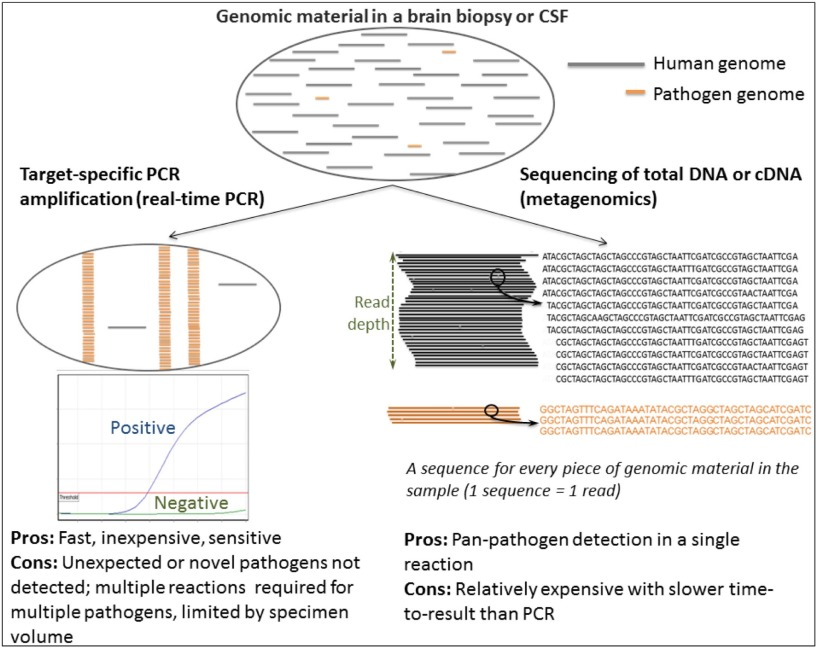 Genomic material in a brain biopsy or CSF
Human genome
Pathogen genome
Target-specific PCR
amplification (real-time PCR)
Sequencing of total DNA or cDNA
(metagenomics)
Read
depth
ATACGCTAGCTAGCTAGCCCGTAGCTAATTCGATCGCCGTAGCTAATTCGA
ATACGCTAGCTAGCTAGCCCGTAGCTAATTTGATCGCCGTAGCTAATTCGA
ATACGCTAGCTAGCTAGCCCGTAGCTAATTCGATCGCCGTAGCTAATTCGA
ATACGCTAGCTAGCTAGCCCGTAGCTAATTCGATCGCCGTAACTAATTCGA
TACGCTAGCTAGCTAGCCCGTAGCTAATTCGATCGCCGTAGCTAATTCGA
TACGCTAGCAAGCTAGCCCGTAGCTAATTCGATCGCCGTAGCTAATTCGAG
TACGCTAGCTAGCTAGCCCGTAGCTAATTCGATCGCCGTAGCTAATTCGAG
CGCTAGCTAGCTAGCCCGTAGCTAATTTGATCGCCGTAGCTAATTCGAGT
CGCTAGCTAGCTAGCCCGTAGCTAATTCGATCGCCGTAGCTAATTCGAGT
CGCTAGCTAGCTAGCCCGTAGCTAATTCGATCGCCGTAACTAATTCGAGT
CGCTAGCTAGCTAGCCCGTAGCTAATTTGATCGCCGTAGCTAATTCGAGT
GGCTAGTTTCAGATAAATATACGCTAGGCTAGCTAGCATCGATC
GGCTAGTTTCAGATAAATATACGCTAGGCTAGCTAGCATCGATC
GGCTAGTTTCAGATAAATATACGCTAGGCTAGCTAGCATCGATC
A sequence for every piece of genomic material in the
sample (1 sequence = 1 read)
Positive
Threshold
Negative
Pros: Fast, inexpensive, sensitive
Cons: Unexpected or novel pathogens not
detected; multiple reactions required for
multiple pathogens, limited by specimen
volume
Pros: Pan-pathogen detection in a single
reaction
Cons: Relatively expensive with slower time-
to-result than PCR